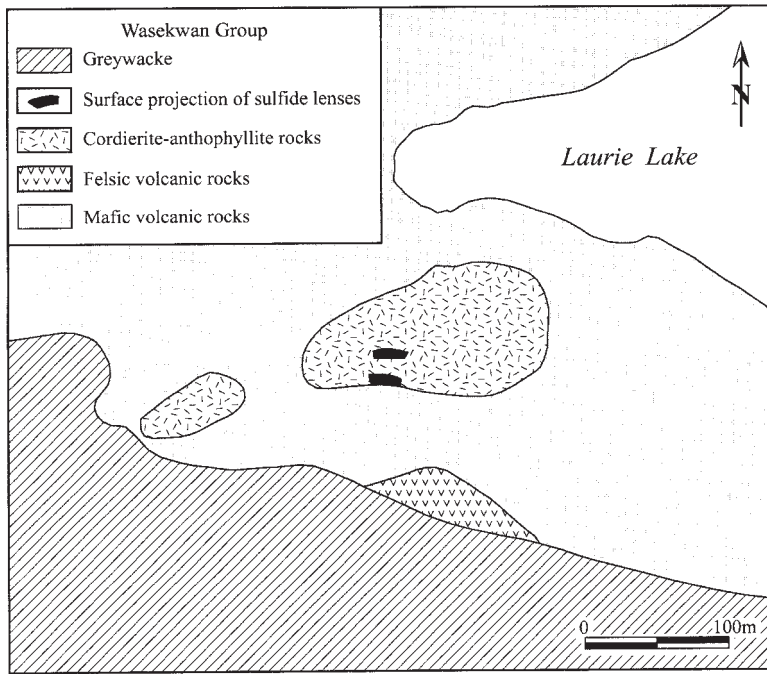 Wasekwan Group
Greywacke
Surface projection of sulfide lenses
Cordierite-anthophyllite rocks
Felsic volcanic rocks
Mafic volcanic rocks
N
Laurie Lake
0 100m